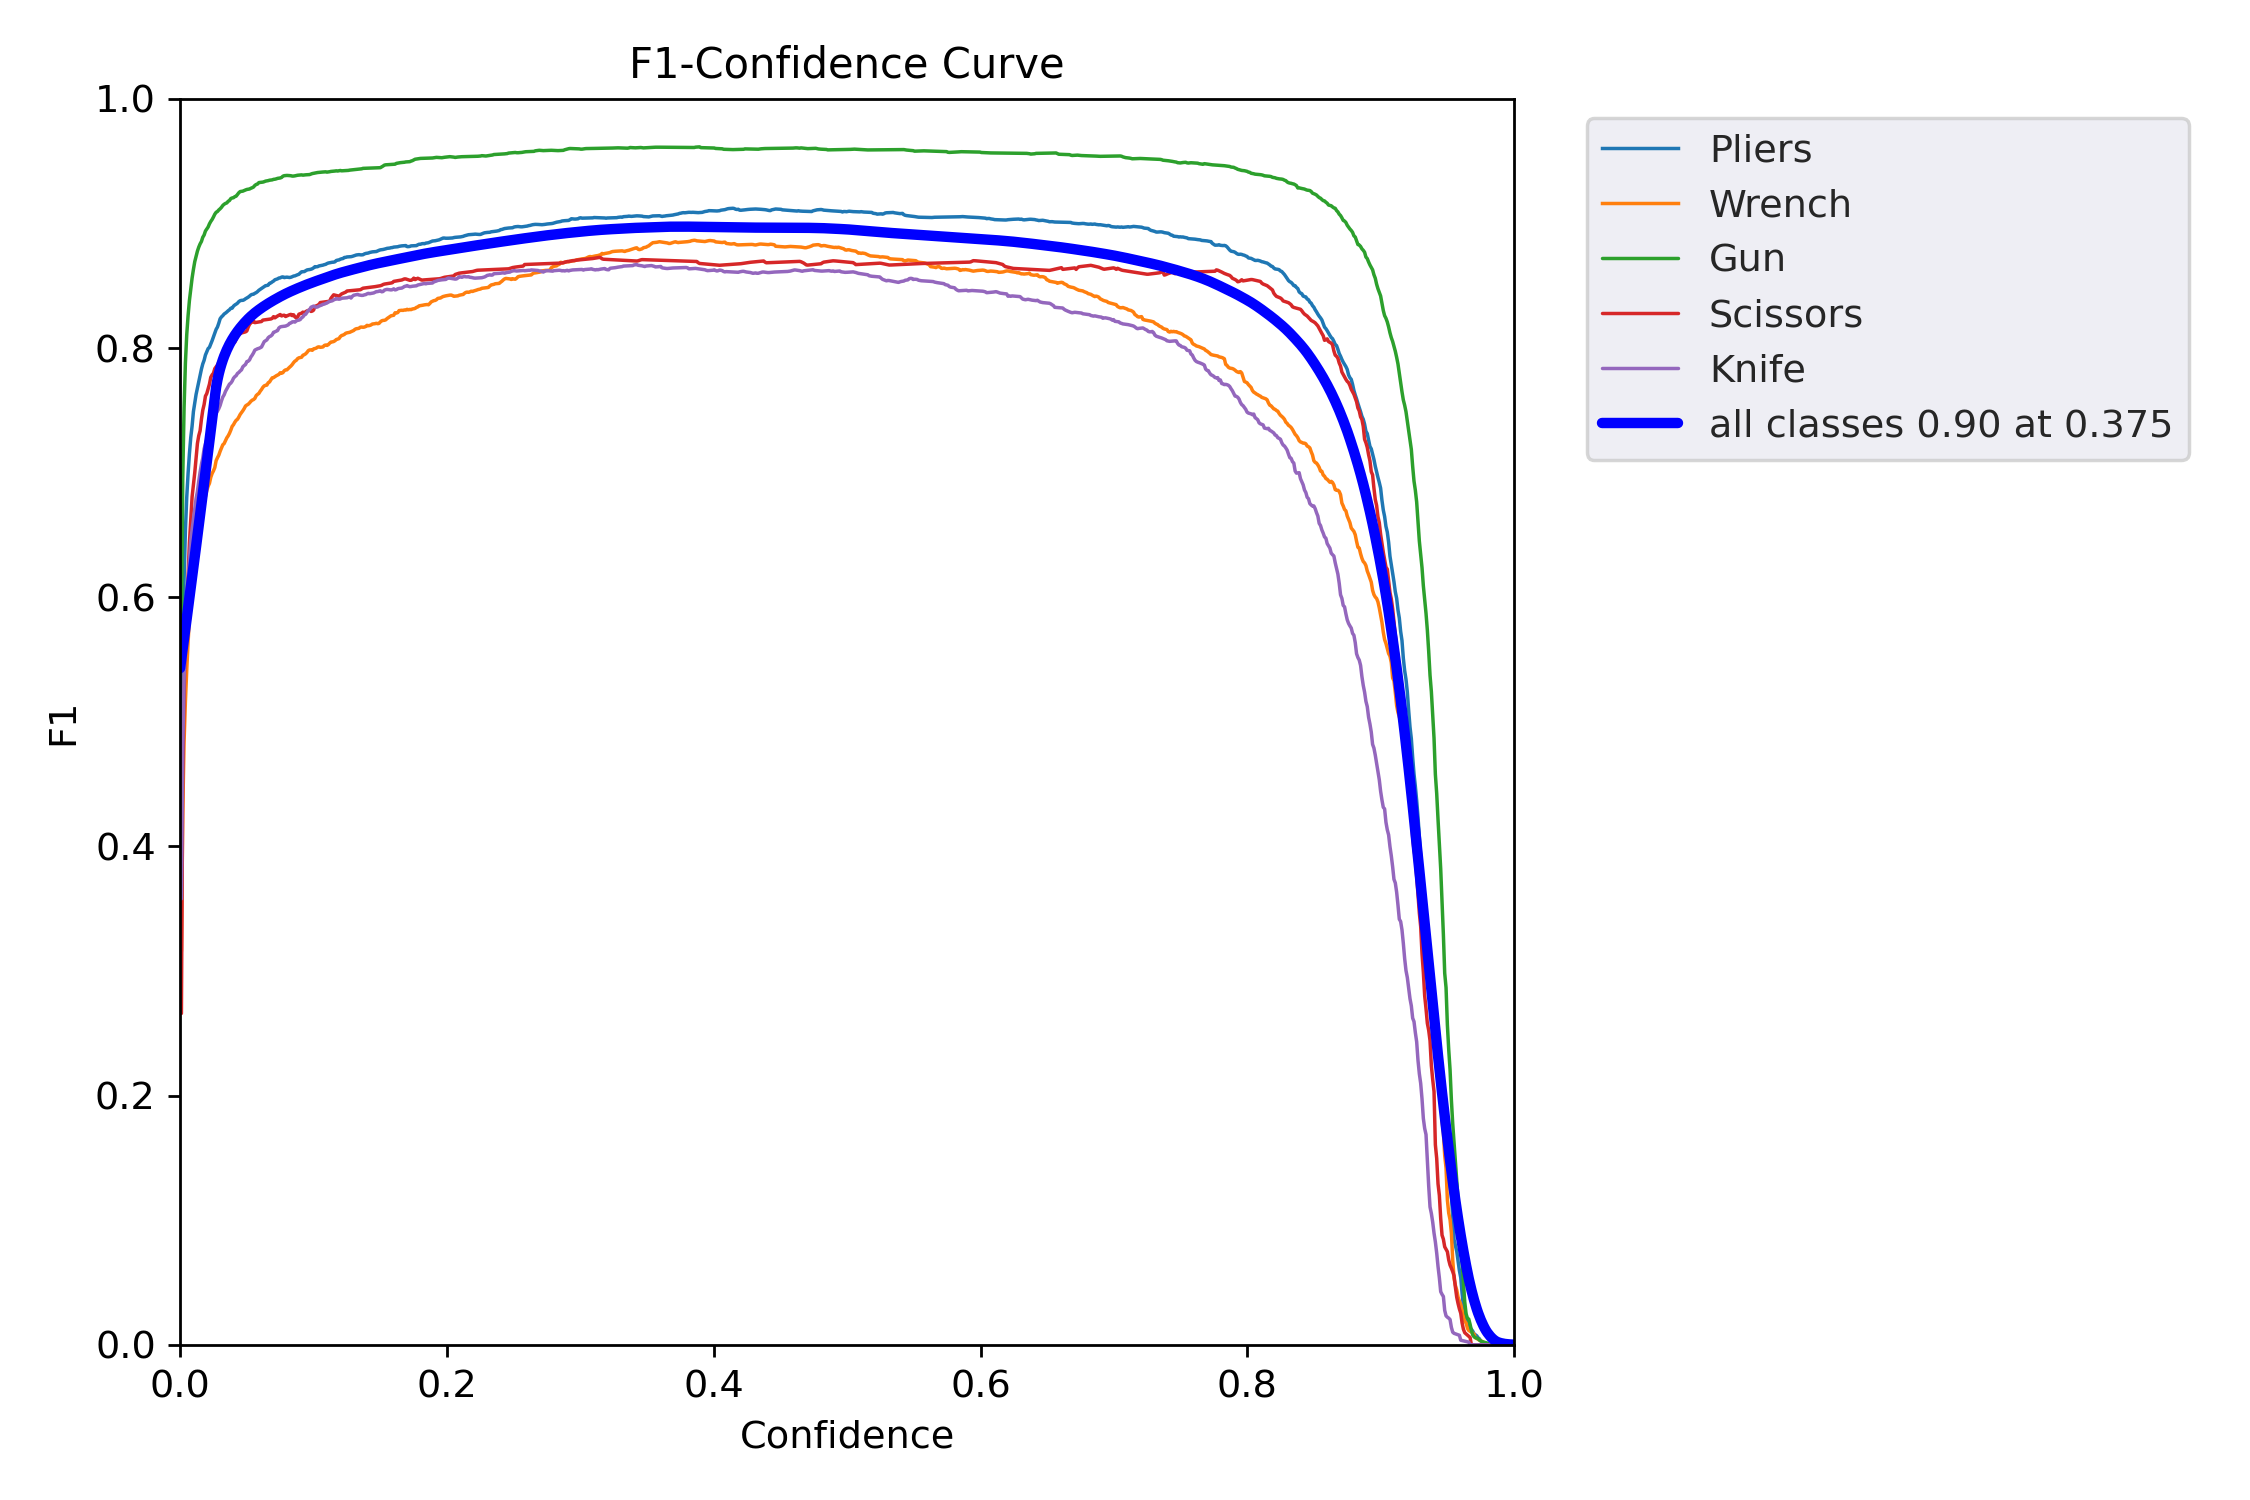 F1-Confidence Curve
1.0
0.8
0.6
0.4
0.2
0.0
F1
0.0 0.2 0.4 0.6 0.8 1.0
Confidence
Pliers
Wrench
Gun
Scissors
Knife
all classes 0.90 at 0.375